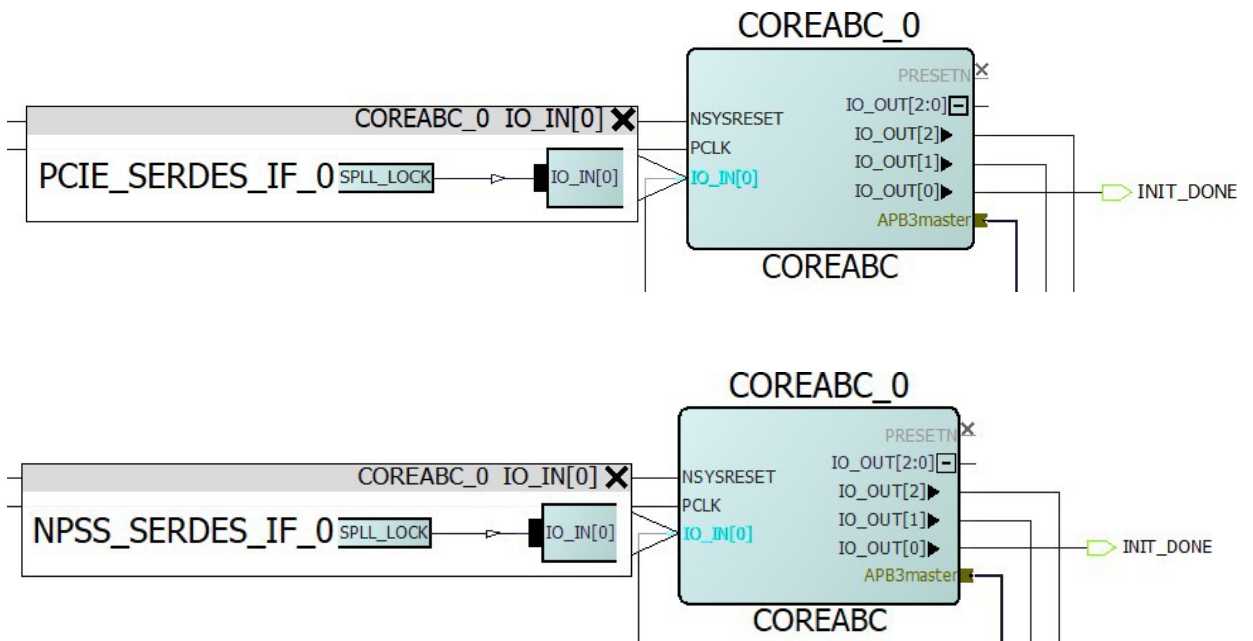 COREABC_0
PRESETN
COREABC_0 IO_IN[0]
NSYSRESET
IO_OUT[2:0]
PCLK
IO_OUT[2]
PCIE_SERDES_IF_0 SPLL_LOCK IO_IN[0]
IO_IN[0]
IO_OUT[1]
IO_OUT[0]
INIT_DONE
APB3master
COREABC
COREABC_0
PRESETN
COREABC_0 IO_IN[0]
NSYSRESET
IO_OUT[2:0]
PCLK
IO_OUT[2]
NPSS_SERDES_IF_0 SPLL_LOCK IO_IN[0]
IO_IN[0]
IO_OUT[1]
IO_OUT[0]
INIT_DONE
APB3master
COREABC